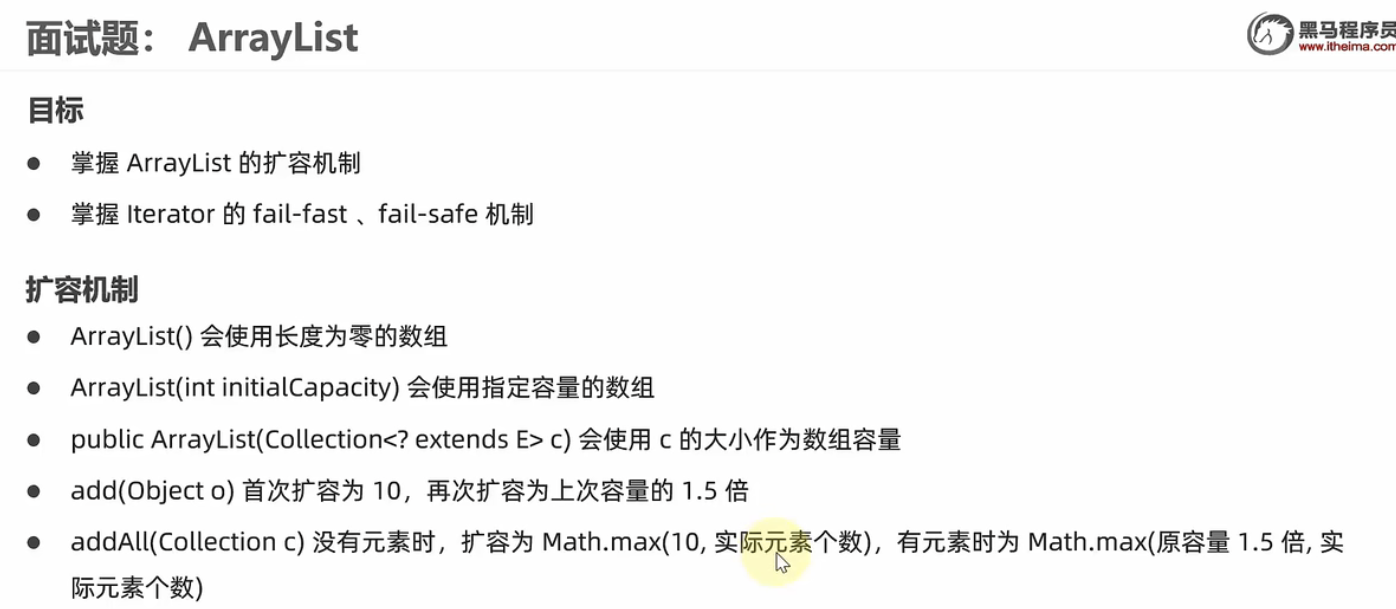 面试题： ArrayList
黑马程序员
www.itheima.com
目标
● 掌握 ArrayList 的扩容机制
● 掌握 Iterator 的 fail-fast 、fail-safe 机制
扩容机制
● ArrayList() 会使用长度为零的数组
● ArrayList(int initialCapacity) 会使用指定容量的数组
● public ArrayList(Collection<? extends E> c) 会使用 c 的大小作为数组容量
● add(Object o) 首次扩容为 10，再次扩容为上次容量的 1.5 倍
● addAll(Collection c) 没有元素时，扩容为 Math.max(10, 实际元素个数)，有元素时为 Math.max(原容量 1.5 倍, 实
际元素个数)